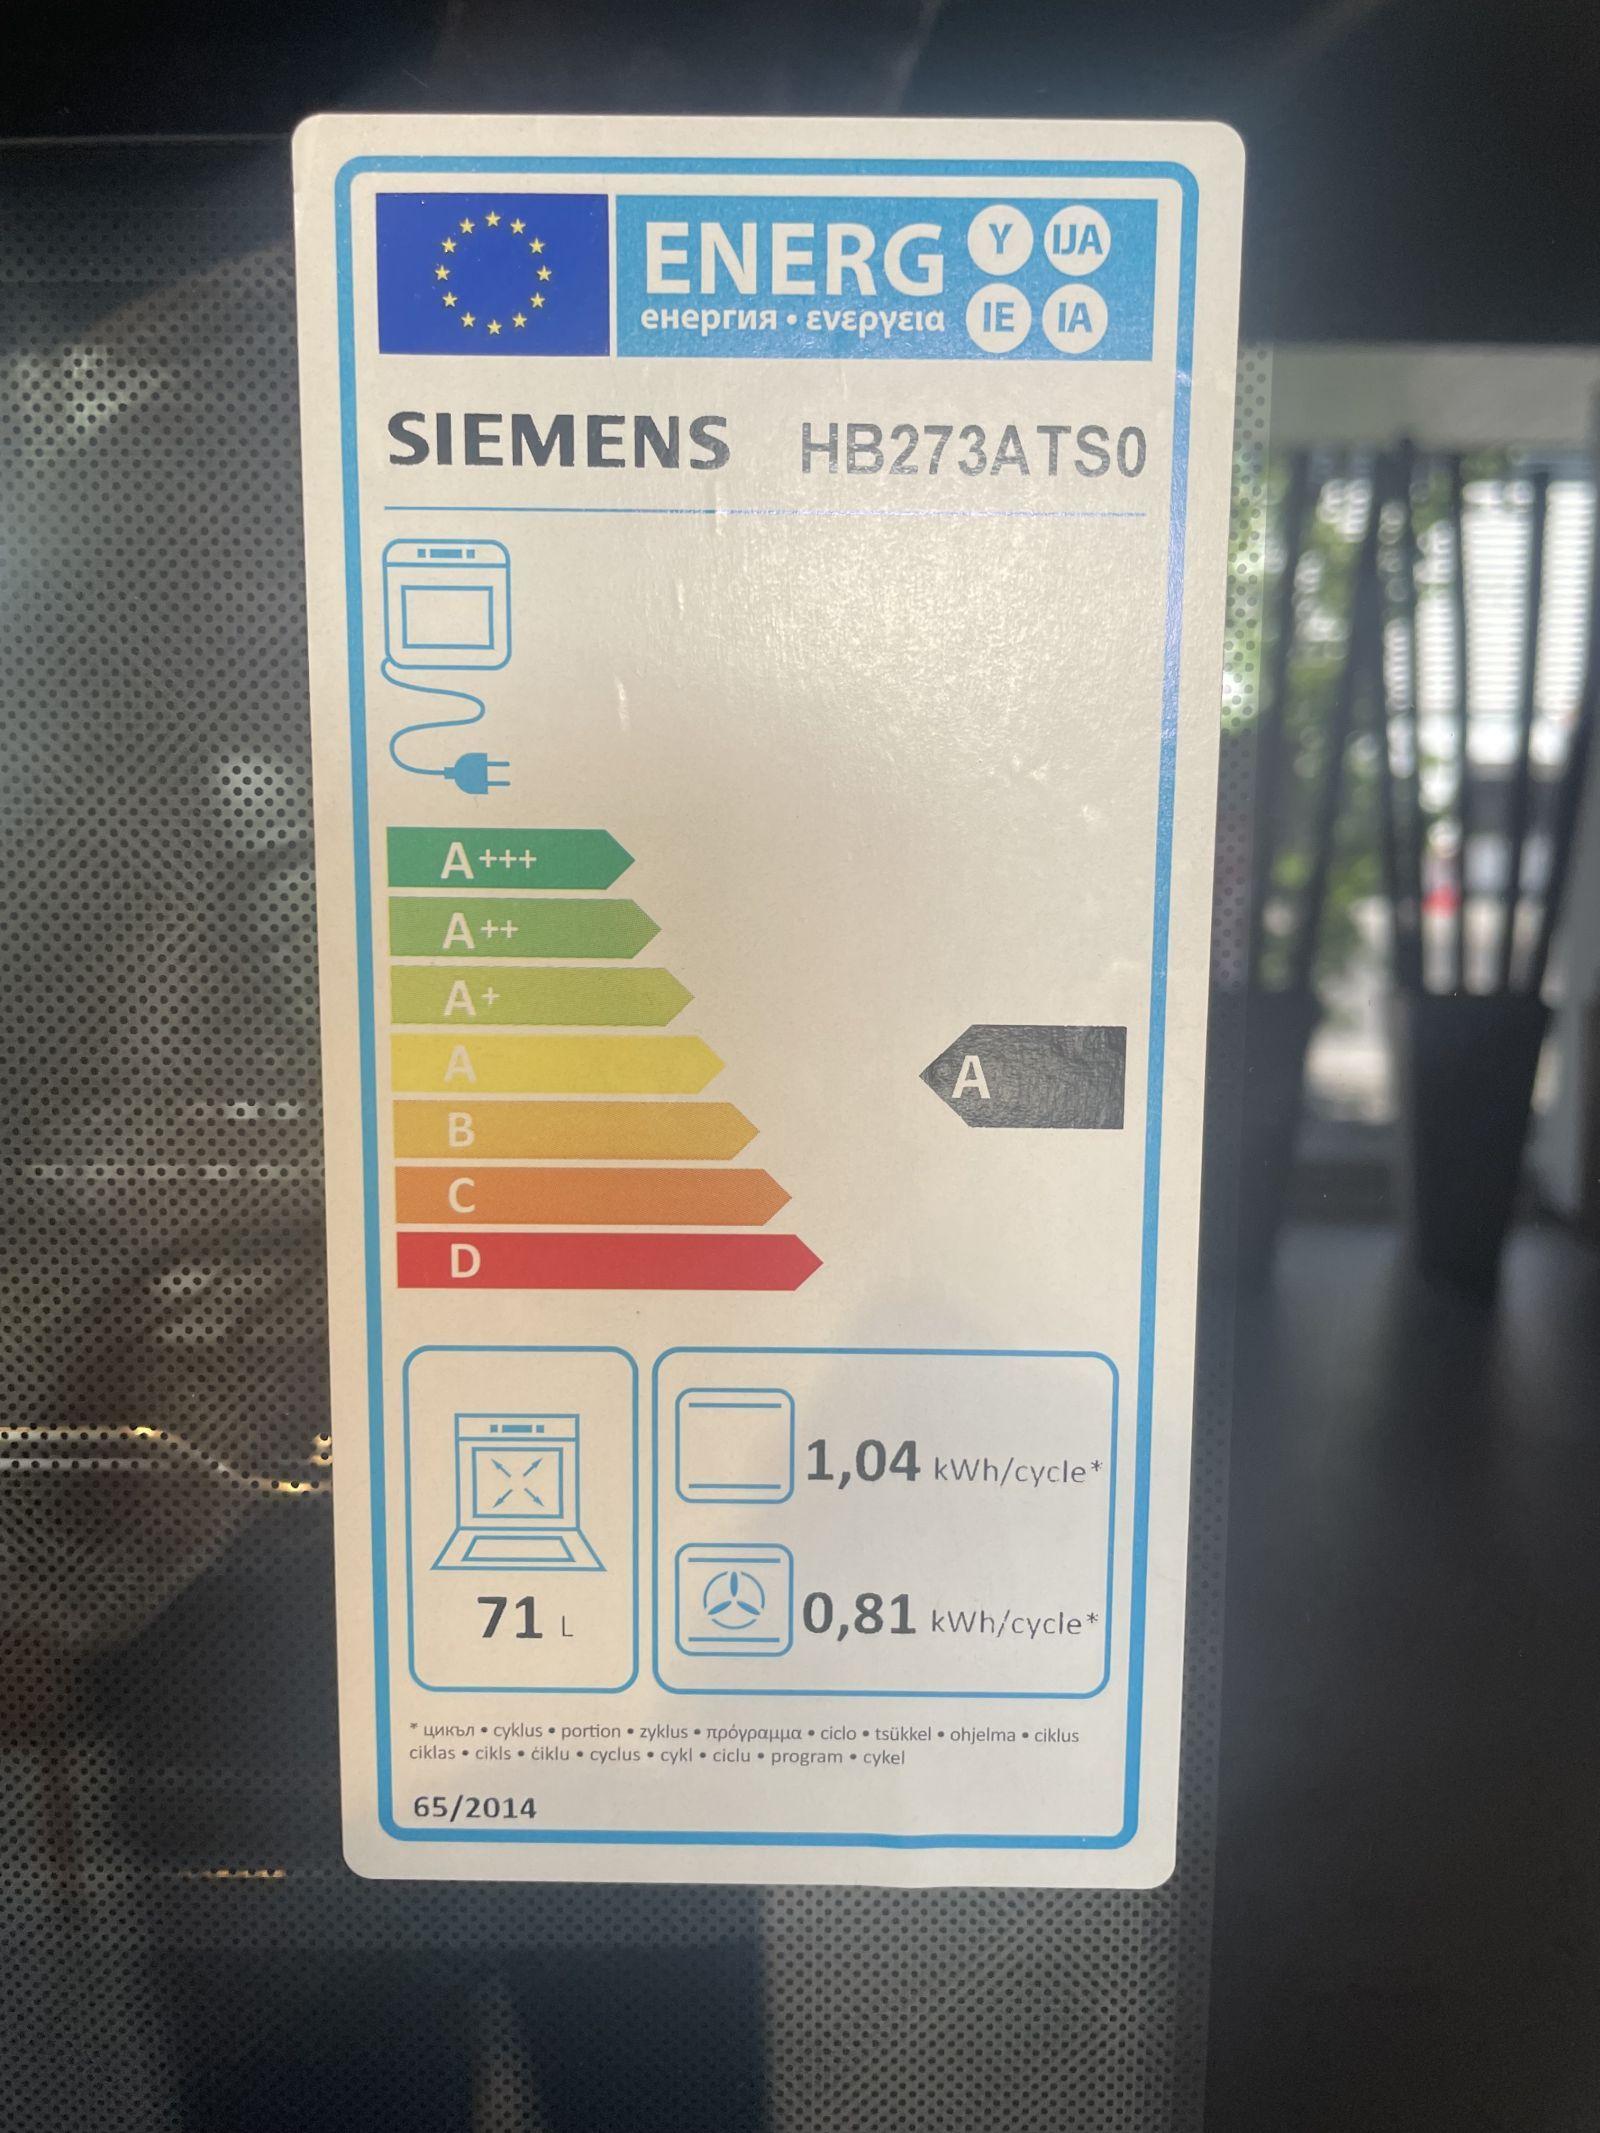 ENERG Y IJA
енергия • ενεργεια IE IA
SIEMENS HB273ATS0
A+++
A++
A+
A
A
B
C
D
1,04 kWh/cycle*
71 L
0,81 kWh/cycle*
* цикъл • cyklus • portion • zyklus • πρόγραμμα • ciclo • tsükkel • ohjelma • ciklus
ciklas • cikls • ċiklu • cyclus • cykl • ciclu • program • cykel
65/2014